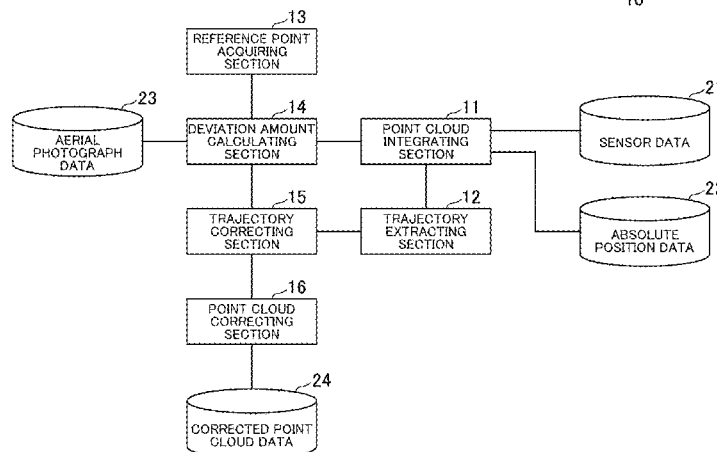 13
REFERENCE POINT
ACQUIRING
SECTION
23
AERIAL
PHOTOGRAPH
DATA
14
DEVIATION AMOUNT
CALCULATING
SECTION
11
POINT CLOUD
INTEGRATING
SECTION
SENSOR DATA
15
TRAJECTORY
CORRECTING
SECTION
12
TRAJECTORY
EXTRACTING
SECTION
ABSOLUTE
POSITION DATA
16
POINT CLOUD
CORRECTING
SECTION
24
CORRECTED POINT
CLOUD DATA